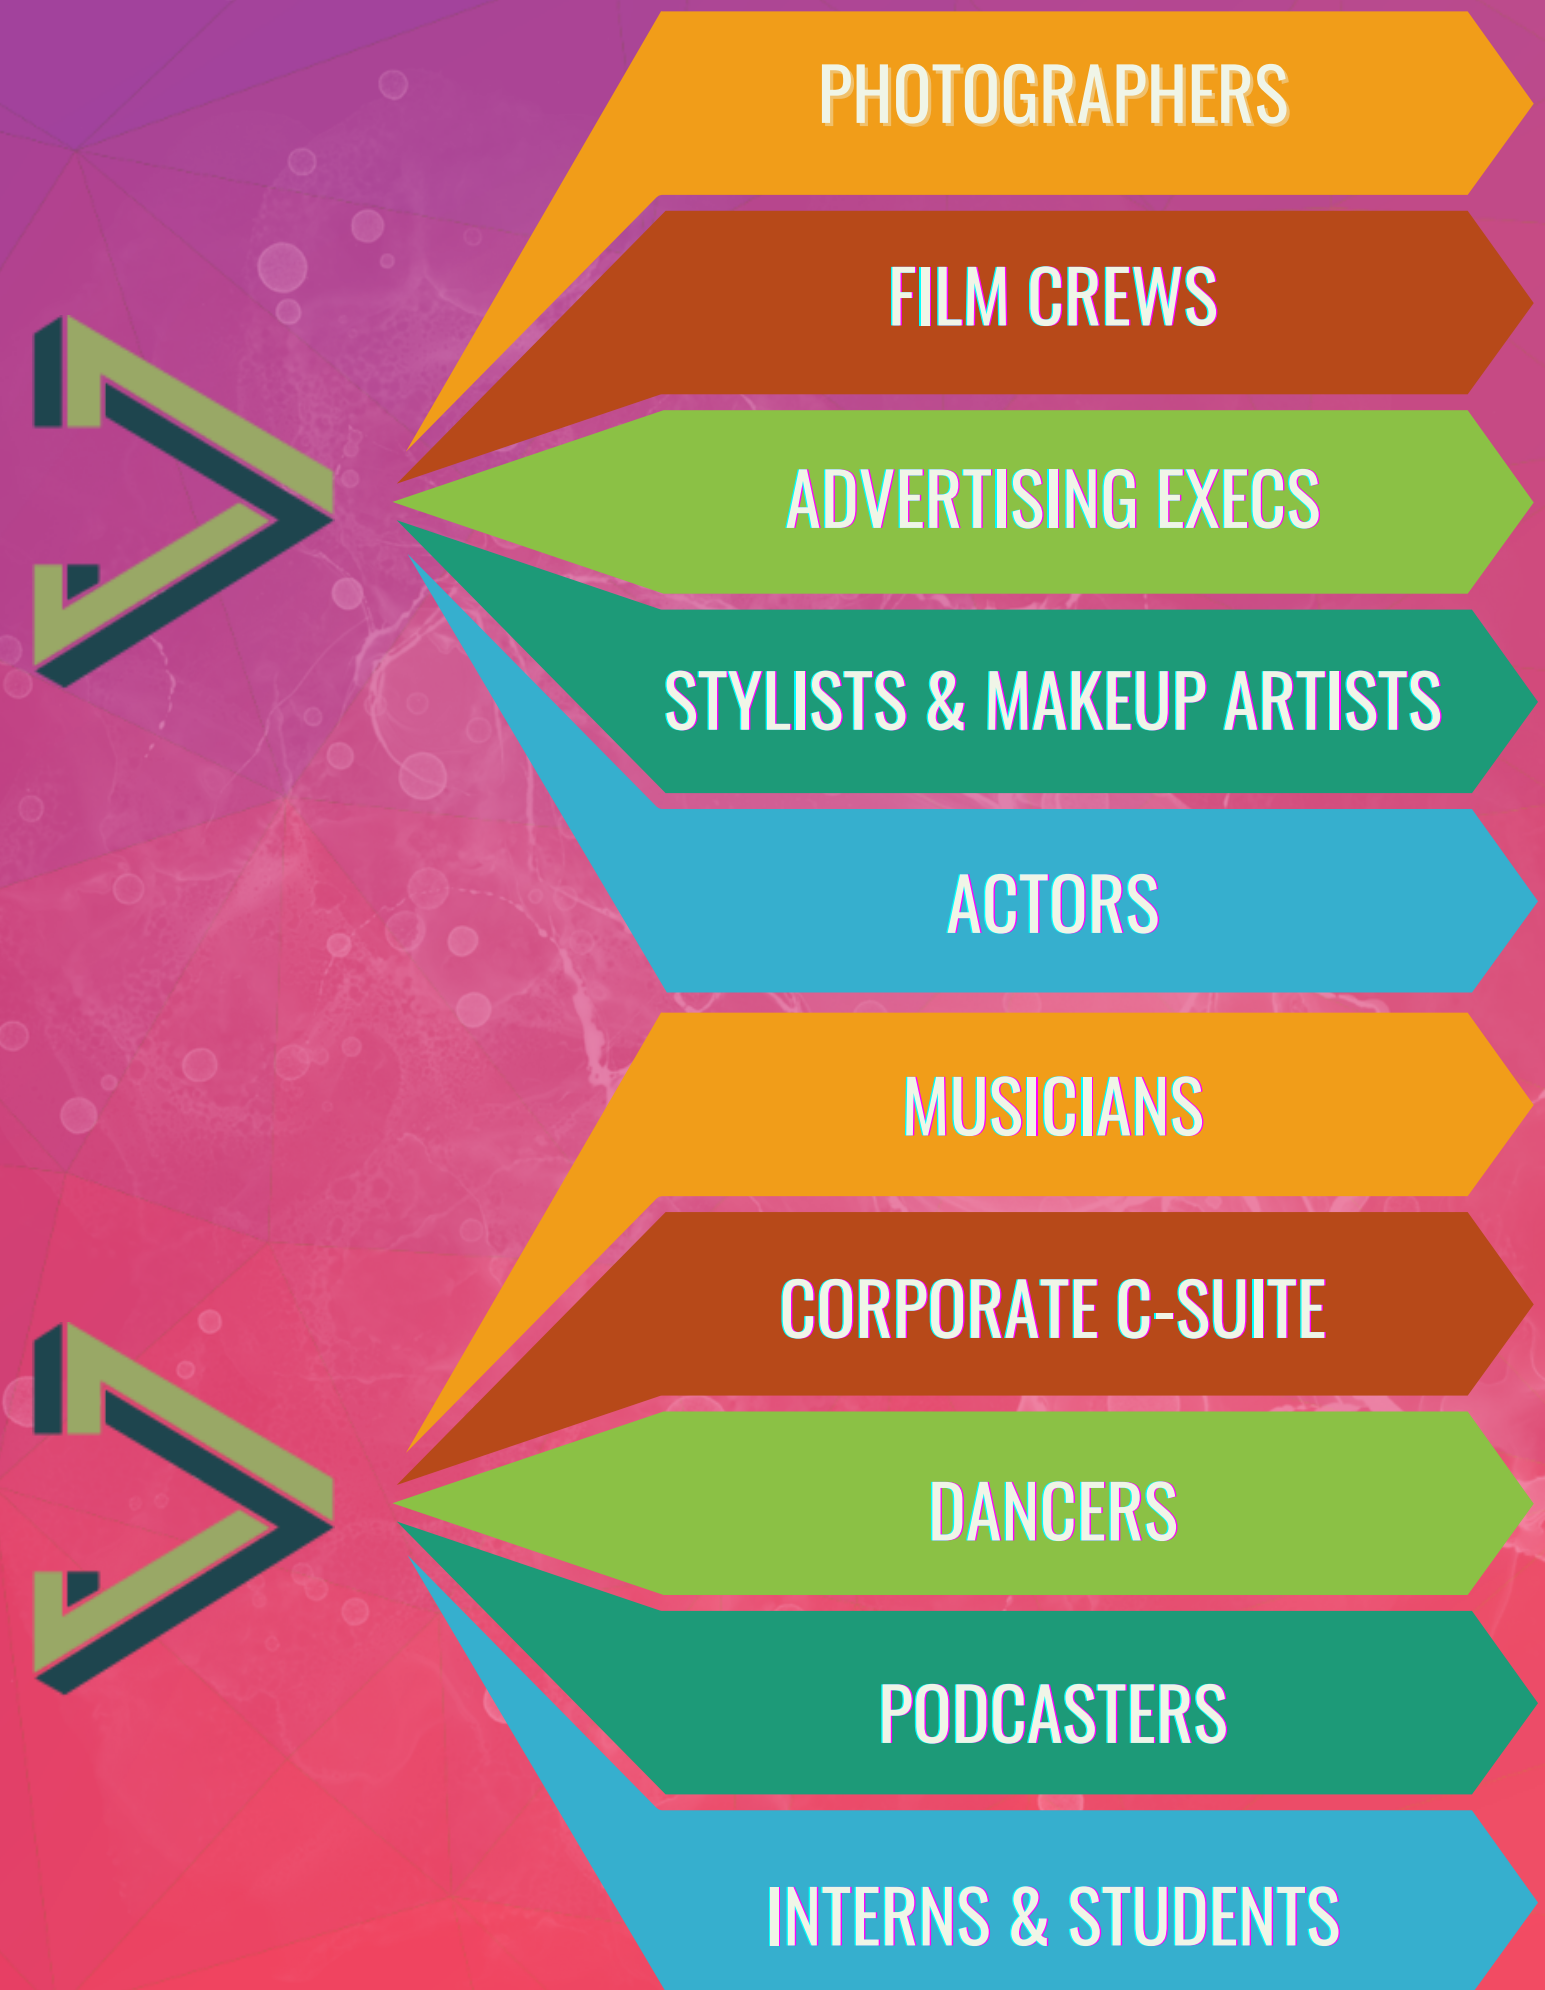 PHOTOGRAPHERS
FILM CREWS
ADVERTISING EXECS
STYLISTS & MAKEUP ARTISTS
ACTORS
MUSICIANS
CORPORATE C-SUITE
DANCERS
PODCASTERS
INTERNS & STUDENTS